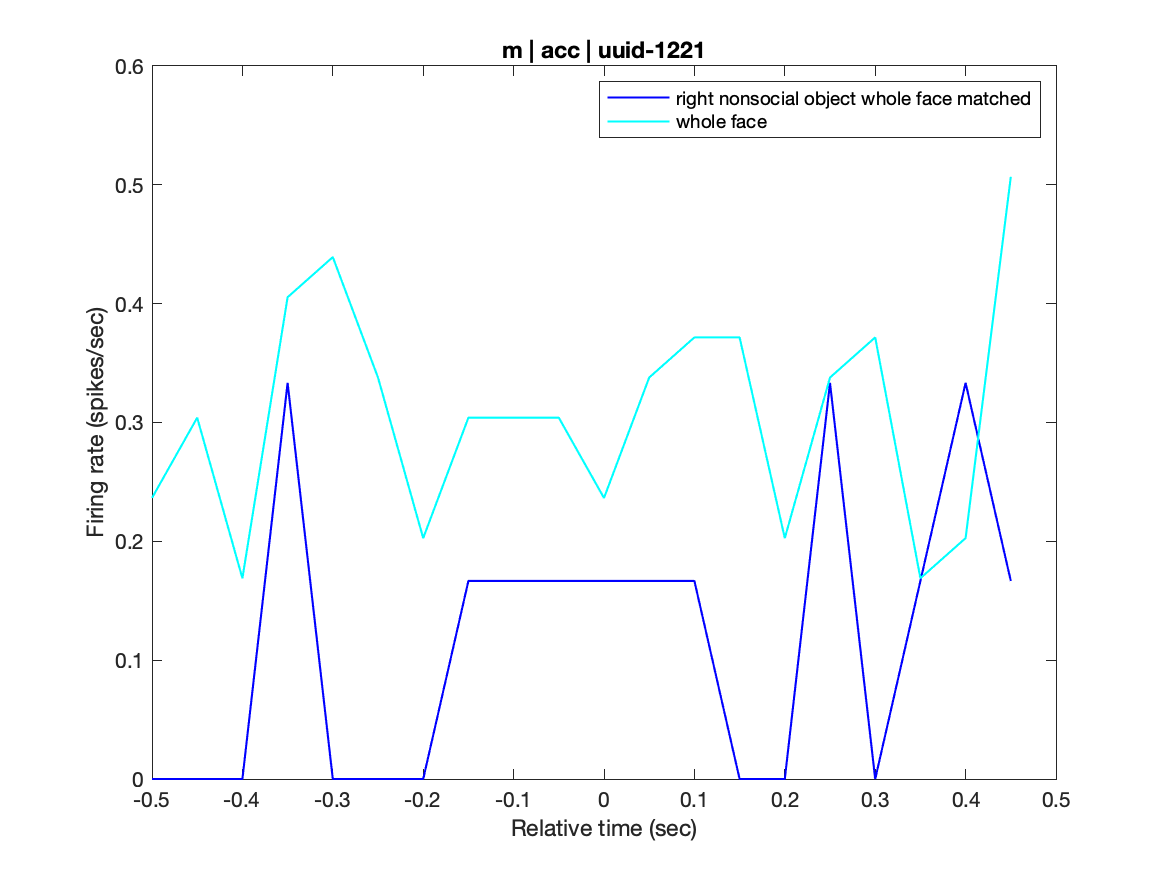 m | acc | uuid-1221
right nonsocial object whole face matched
whole face
Firing rate (spikes/sec)
0.6
0.5
0.4
0.3
0.2
0.1
0
-0.5 -0.4 -0.3 -0.2 -0.1 0 0.1 0.2 0.3 0.4 0.5
Relative time (sec)